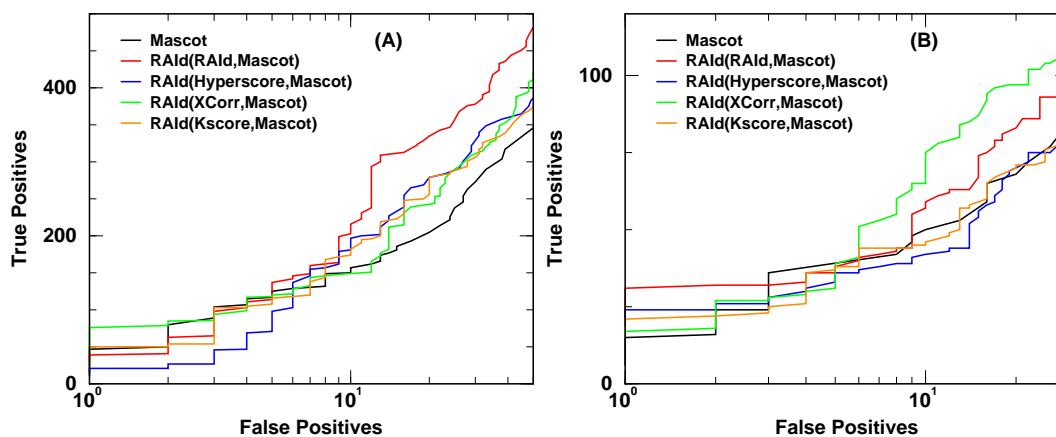 (A)
Mascot
RAId(RAId,Mascot)
RAId(Hyperscore,Mascot)
RAId(XCorr,Mascot)
RAId(Kscore,Mascot)
True Positives
400
200
0
10^0
10^1
False Positives
(B)
Mascot
RAId(RAId,Mascot)
RAId(Hyperscore,Mascot)
RAId(XCorr,Mascot)
RAId(Kscore,Mascot)
True Positives
100
0
10^0
10^1
False Positives